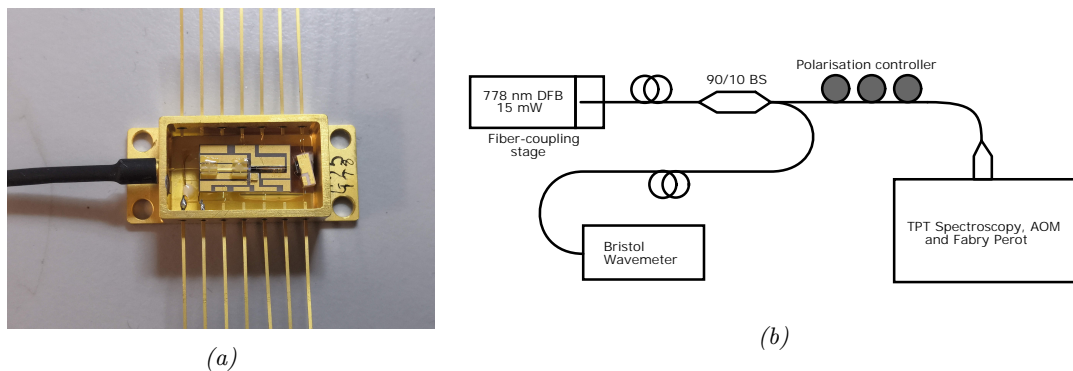 (a)
778 nm DFB
15 mW
Fiber-coupling
stage
90/10 BS
Polarisation controller
Bristol
Wavemeter
TPT Spectroscopy, AOM
and Fabry Perot
(b)